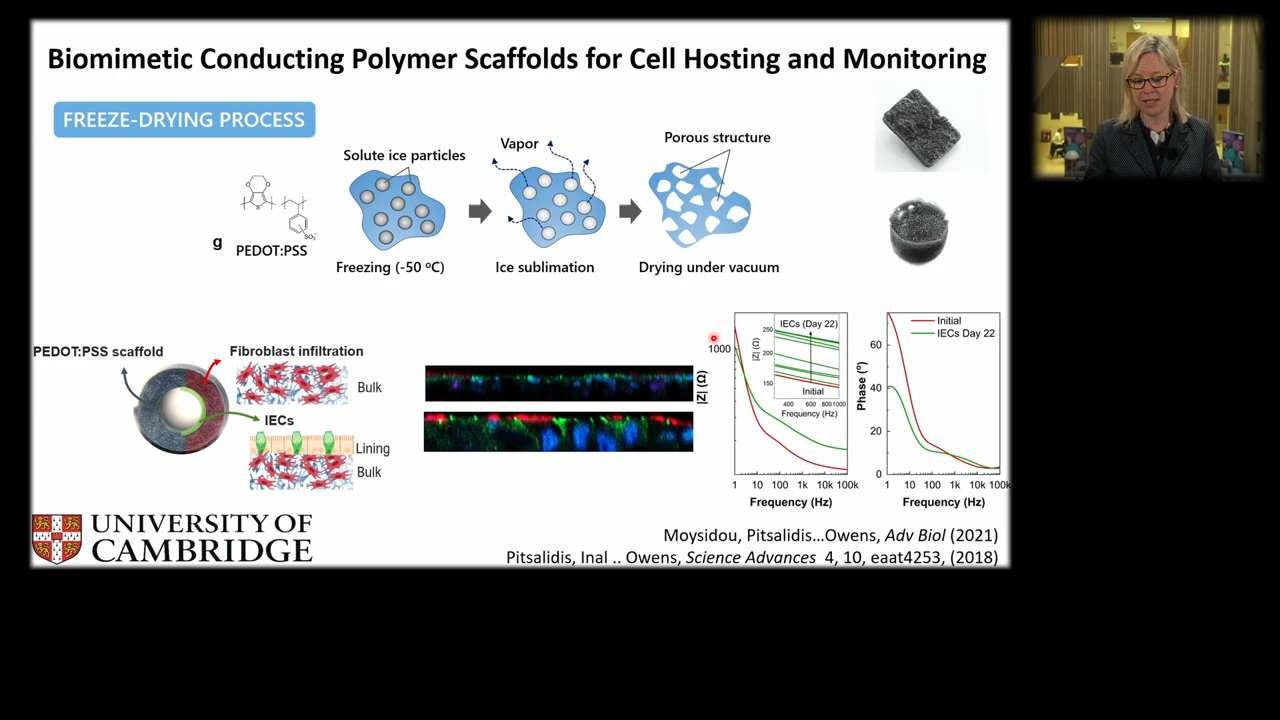 Biomimetic Conducting Polymer Scaffolds for Cell Hosting and Monitoring
FREEZE-DRYING PROCESS
Solute ice particles
Vapor
Porous structure
S
SO₃⁻
g
PEDOT:PSS
Freezing (-50 ºC)
Ice sublimation
Drying under vacuum
PEDOT:PSS scaffold
Fibroblast infiltration
Bulk
IECs
Lining
Bulk
1000
|Z| (Ω)
IECs (Day 22)
250
200
150
|Z| (Ω)
Initial
400 600 800 1000
Frequency (Hz)
1 10 100 1k 10k 100k
Frequency (Hz)
Initial
IECs Day 22
60
40
20
0
Phase (º)
1 10 100 1k 10k 100k
Frequency (Hz)
UNIVERSITY OF
CAMBRIDGE
Moysidou, Pitsalidis…Owens, Adv Biol (2021)
Pitsalidis, Inal .. Owens, Science Advances 4, 10, eaat4253, (2018)